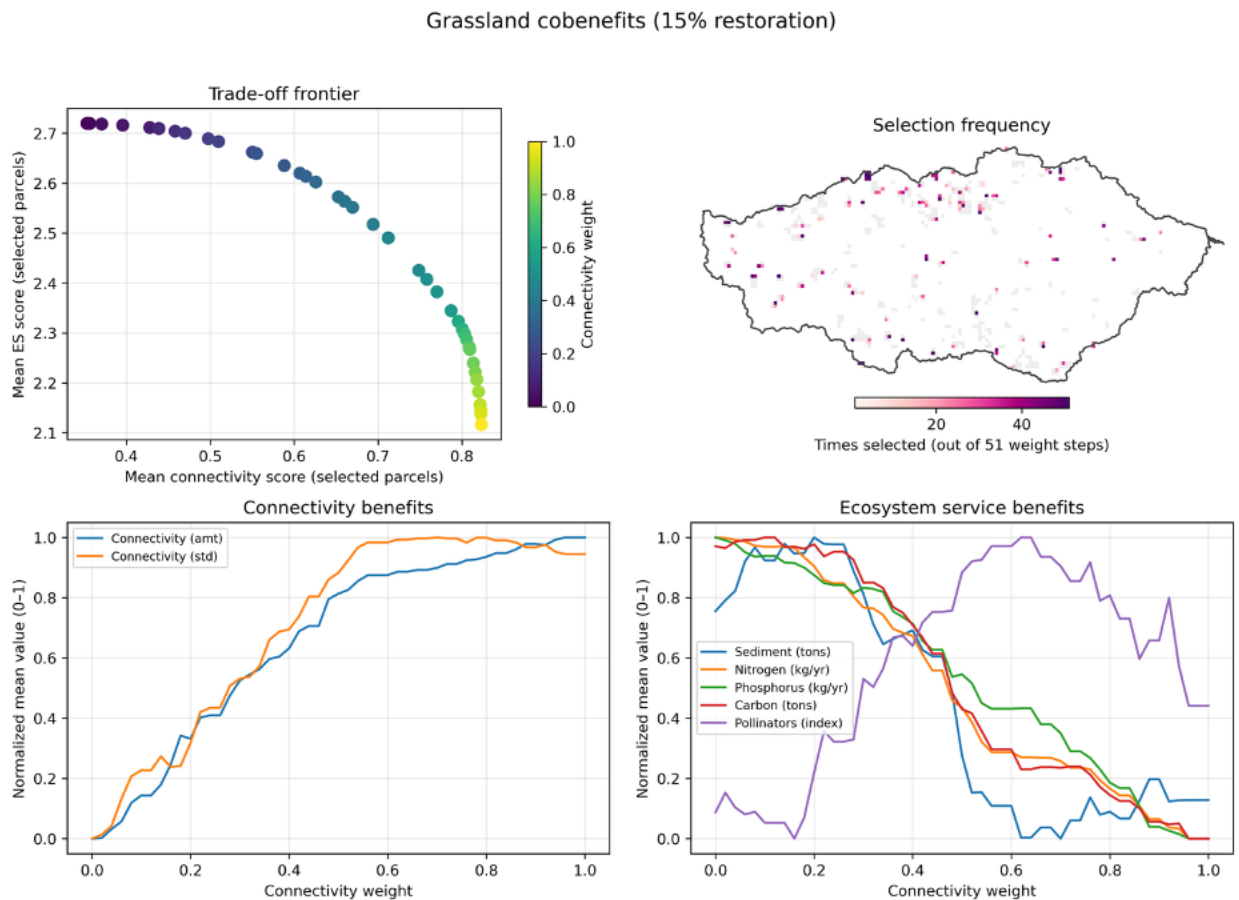 Grassland cobenefits (15% restoration)
Trade-off frontier
Mean ES score (selected parcels)
2.7
2.6
2.5
2.4
2.3
2.2
2.1
0.4 0.5 0.6 0.7 0.8
Mean connectivity score (selected parcels)
1.0
0.8
0.6
0.4
0.2
0.0
Connectivity weight
Selection frequency
20 40
Times selected (out of 51 weight steps)
Connectivity benefits
Normalized mean value (0–1)
1.0
0.8
0.6
0.4
0.2
0.0
Connectivity (amt)
Connectivity (std)
0.0 0.2 0.4 0.6 0.8 1.0
Connectivity weight
Ecosystem service benefits
Normalized mean value (0–1)
1.0
0.8
0.6
0.4
0.2
0.0
Sediment (tons)
Nitrogen (kg/yr)
Phosphorus (kg/yr)
Carbon (tons)
Pollinators (index)
0.0 0.2 0.4 0.6 0.8 1.0
Connectivity weight